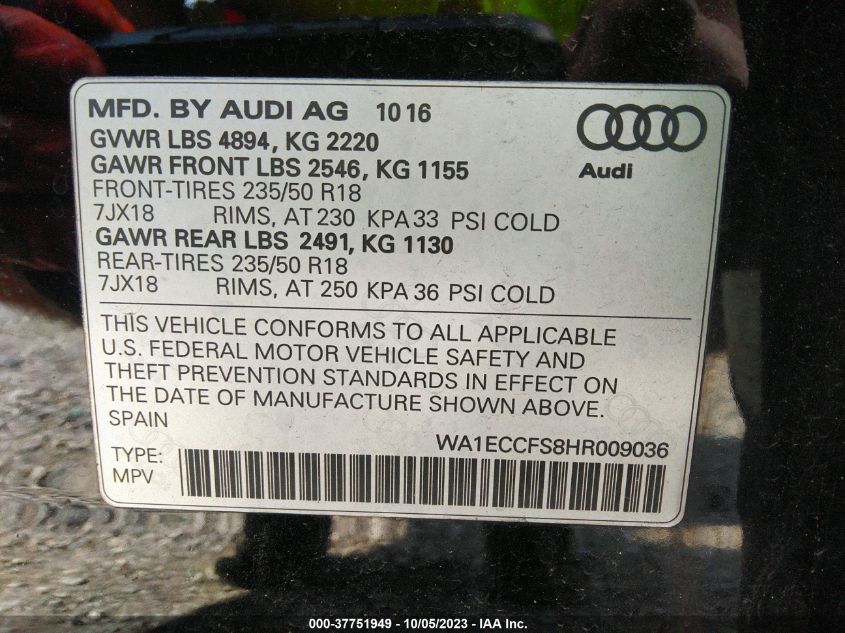 MFD. BY AUDI AG 10 16
GVWR LBS 4894, KG 2220
GAWR FRONT LBS 2546, KG 1155
FRONT-TIRES 235/50 R18
7JX18 RIMS, AT 230 KPA 33 PSI COLD
GAWR REAR LBS 2491, KG 1130
REAR-TIRES 235/50 R18
7JX18 RIMS, AT 250 KPA 36 PSI COLD
Audi
THIS VEHICLE CONFORMS TO ALL APPLICABLE
U.S. FEDERAL MOTOR VEHICLE SAFETY AND
THEFT PREVENTION STANDARDS IN EFFECT ON
THE DATE OF MANUFACTURE SHOWN ABOVE.
SPAIN
WA1ECCFS8HR009036
TYPE:
MPV
000-37751949 - 10/05/2023 - © IAA Inc.